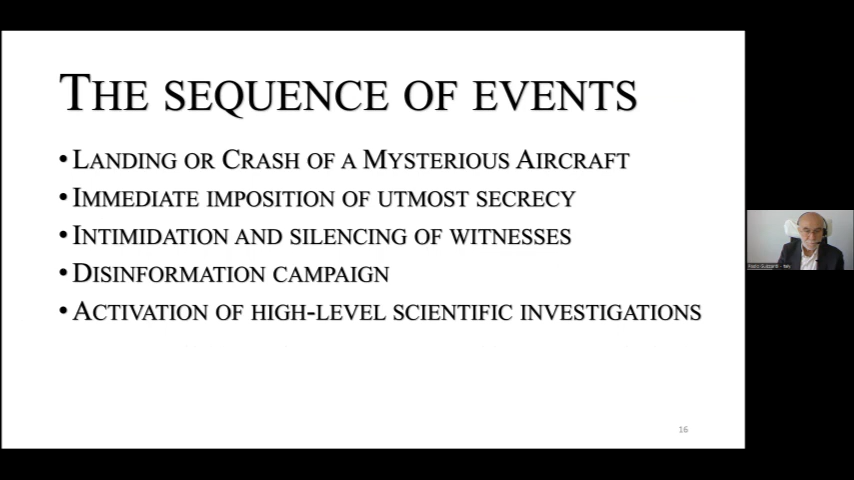 THE SEQUENCE OF EVENTS
• LANDING OR CRASH OF A MYSTERIOUS AIRCRAFT
• IMMEDIATE IMPOSITION OF UTMOST SECRECY
• INTIMIDATION AND SILENCING OF WITNESSES
• DISINFORMATION CAMPAIGN
• ACTIVATION OF HIGH-LEVEL SCIENTIFIC INVESTIGATIONS
16